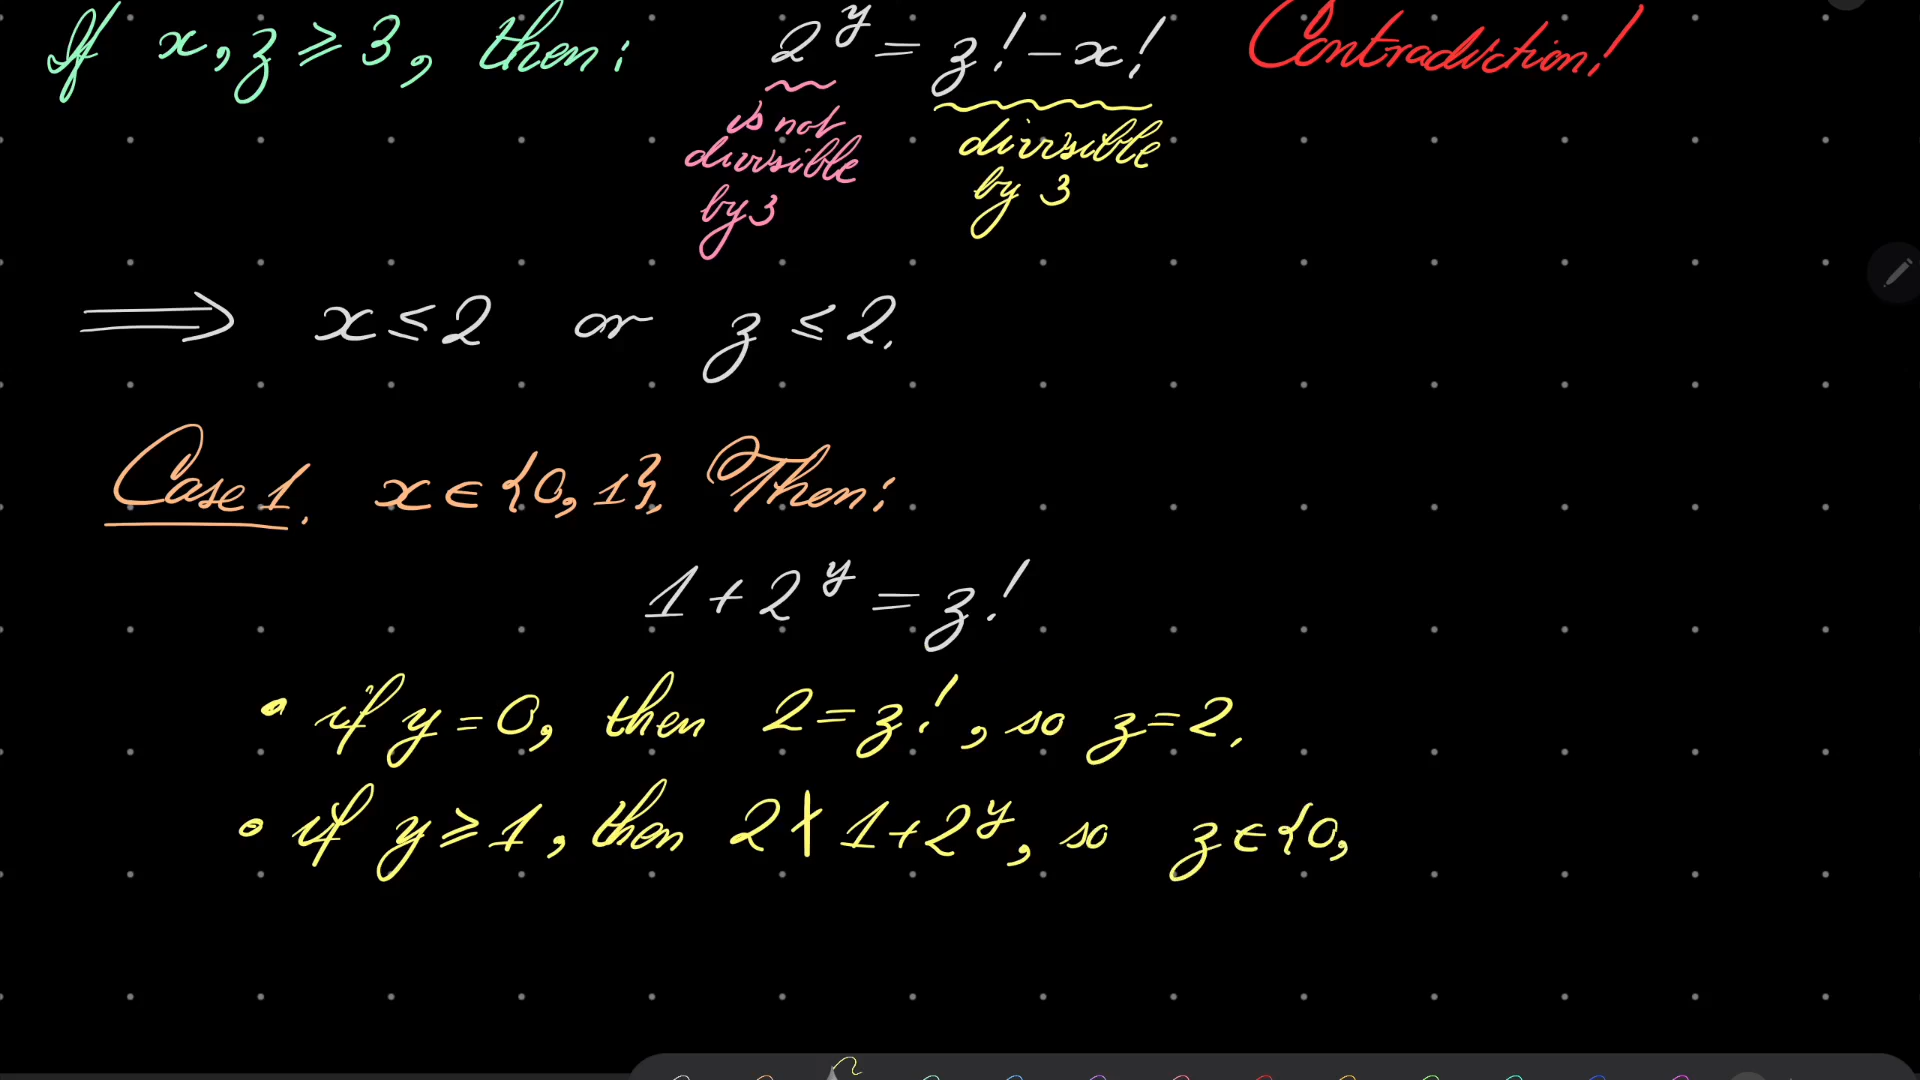 If x, z ≥ 3, then: 2^y = z! − x! Contradiction!
is not divisible by 3
divisible by 3
⟹ x ≤ 2 or z ≤ 2.
Case 1. x ∈ {0, 1}. Then:
1 + 2^y = z!
• if y = 0, then 2 = z!, so z = 2.
• if y ≥ 1, then 2 ∤ 1 + 2^y, so z ∈ {0,